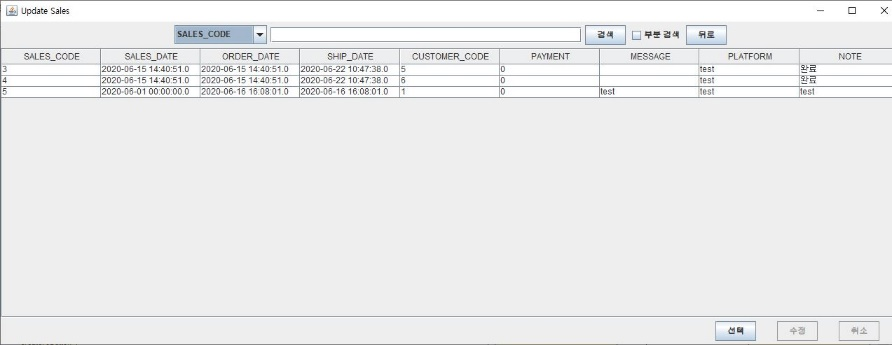 Update Sales
SALES_CODE 검색 부분 검색 뒤로
SALES_CODE SALES_DATE ORDER_DATE SHIP_DATE CUSTOMER_CODE PAYMENT MESSAGE PLATFORM NOTE
3 2020-06-15 14:40:51.0 2020-06-15 14:40:51.0 2020-06-22 10:47:38.0 5 0 test 완료
4 2020-06-15 14:40:51.0 2020-06-15 14:40:51.0 2020-06-22 10:47:38.0 6 0 test 완료
5 2020-06-01 00:00:00.0 2020-06-16 16:08:01.0 2020-06-16 16:08:01.0 1 0 test test test
선택 수정 취소